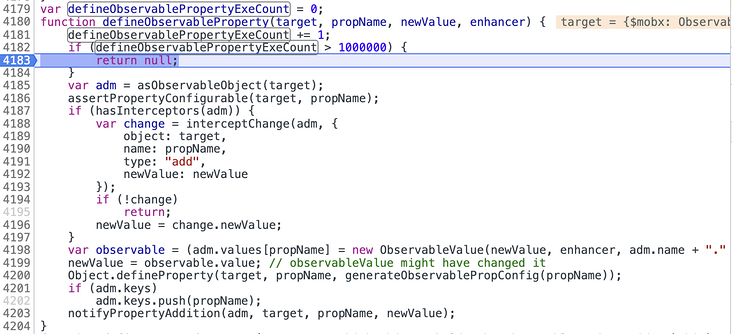 4179 var defineObservablePropertyExeCount = 0;
4180 function defineObservableProperty(target, propName, newValue, enhancer) { target = {$mobx: Observab
4181 defineObservablePropertyExeCount += 1;
4182 if (defineObservablePropertyExeCount > 1000000) {
4183 return null;
4184 }
4185 var adm = asObservableObject(target);
4186 assertPropertyConfigurable(target, propName);
4187 if (hasInterceptors(adm)) {
4188 var change = interceptChange(adm, {
4189 object: target,
4190 name: propName,
4191 type: "add",
4192 newValue: newValue
4193 });
4194 if (!change)
4195 return;
4196 newValue = change.newValue;
4197 }
4198 var observable = (adm.values[propName] = new ObservableValue(newValue, enhancer, adm.name + "."
4199 newValue = observable.value; // observableValue might have changed it
4200 Object.defineProperty(target, propName, generateObservablePropConfig(propName));
4201 if (adm.keys)
4202 adm.keys.push(propName);
4203 notifyPropertyAddition(adm, target, propName, newValue);
4204 }